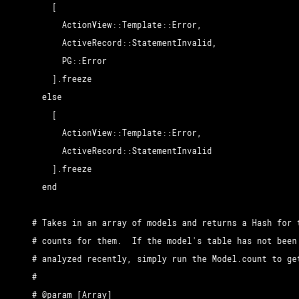 [
ActionView::Template::Error,
ActiveRecord::StatementInvalid,
PG::Error
].freeze
else
[
ActionView::Template::Error,
ActiveRecord::StatementInvalid
].freeze
end
# Takes in an array of models and returns a Hash for
# counts for them.  If the model's table has not been
# analyzed recently, simply run the Model.count to get
#
# @param [Array]